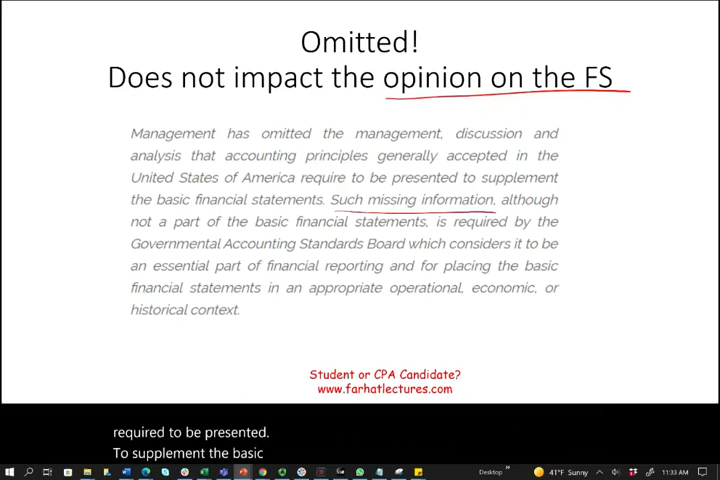 Omitted!
Does not impact the opinion on the FS
Management has omitted the management, discussion and
analysis that accounting principles generally accepted in the
United States of America require to be presented to supplement
the basic financial statements. Such missing information, although
not a part of the basic financial statements, is required by the
Governmental Accounting Standards Board which considers it to be
an essential part of financial reporting and for placing the basic
financial statements in an appropriate operational, economic, or
historical context.
Student or CPA Candidate?
www.farhatlectures.com
required to be presented.
To supplement the basic
Desktop
41°F Sunny
11:33 AM